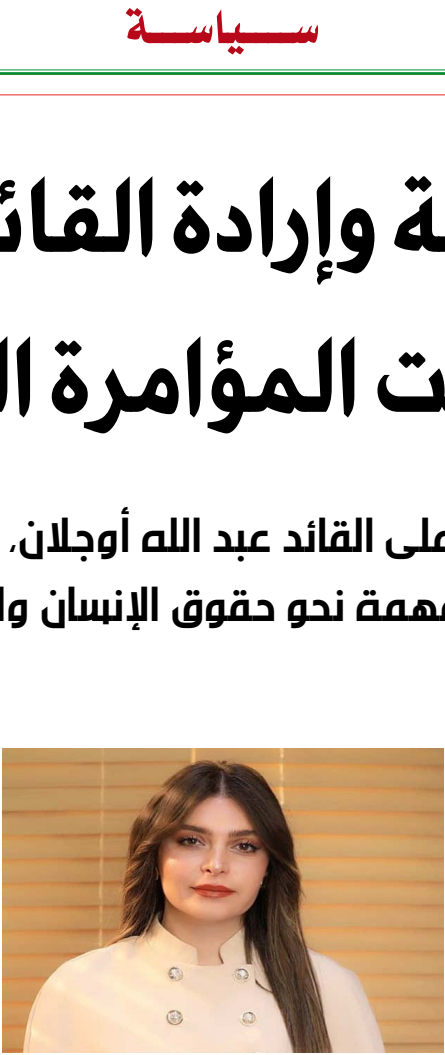 سياسة
ة وإرادة القائ
ت المؤامرة ال
على القائد عبد الله أوجلان،
مهمة نحو حقوق الإنسان وا